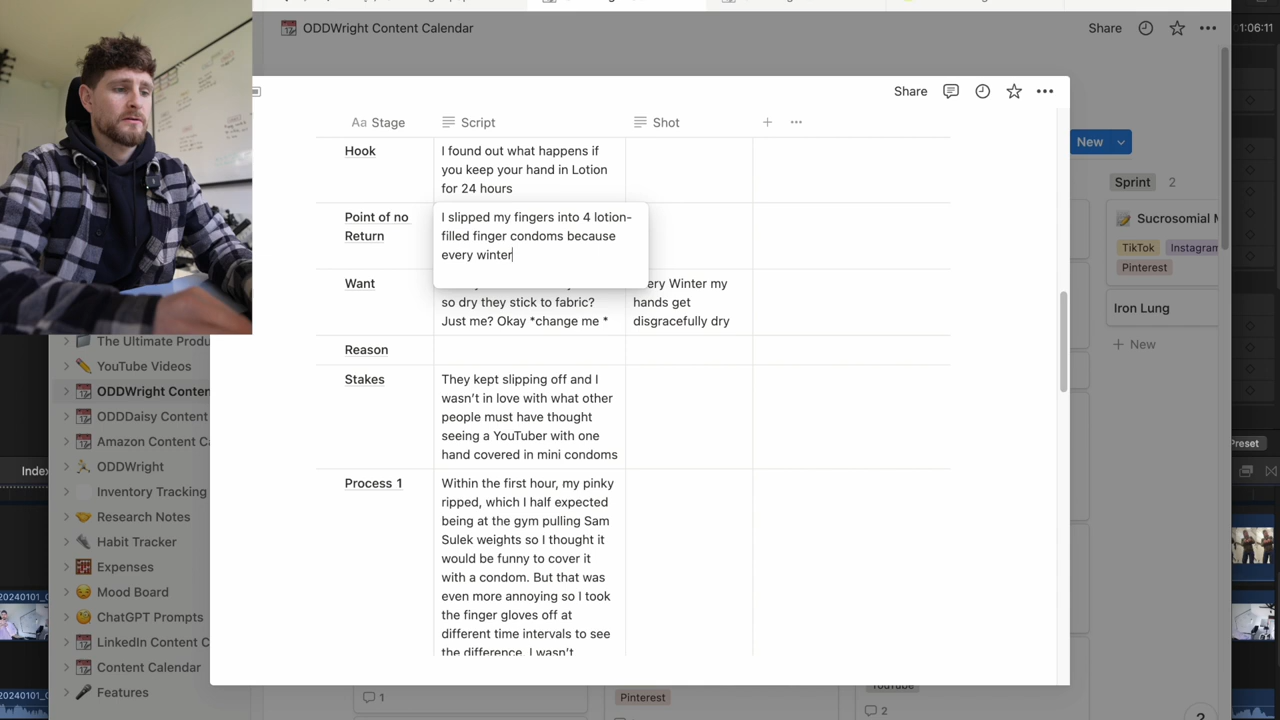 ODDWright Content Calendar
Share
1:06:11
Share
Aa Stage
Script
Shot
New
Hook
I found out what happens if
you keep your hand in Lotion
for 24 hours
Sprint 2
Point of no
Return
I slipped my fingers into 4 lotion-
filled finger condoms because
every winter
Sucrosomial
TikTok
Instagram
Pinterest
Want
so dry they stick to fabric?
Just me? Okay *change me *
ery Winter my
hands get
disgracefully dry
Iron Lung
New
Reason
Stakes
They kept slipping off and I
wasn't in love with what other
people must have thought
seeing a YouTuber with one
hand covered in mini condoms
Process 1
Within the first hour, my pinky
ripped, which I half expected
being at the gym pulling Sam
Sulek weights so I thought it
would be funny to cover it
with a condom. But that was
even more annoying so I took
the finger gloves off at
different time intervals to see
the difference. I wasn't
The Ultimate Produ
YouTube Videos
ODDWright Conten
ODDDaisy Content
Amazon Content Ca
ODDWright
Inventory Tracking
Research Notes
Habit Tracker
Expenses
Mood Board
ChatGPT Prompts
LinkedIn Content C
Content Calendar
Features
Index
Preset
20240101_0
20240101_0
1
Pinterest
YouTube
2
?